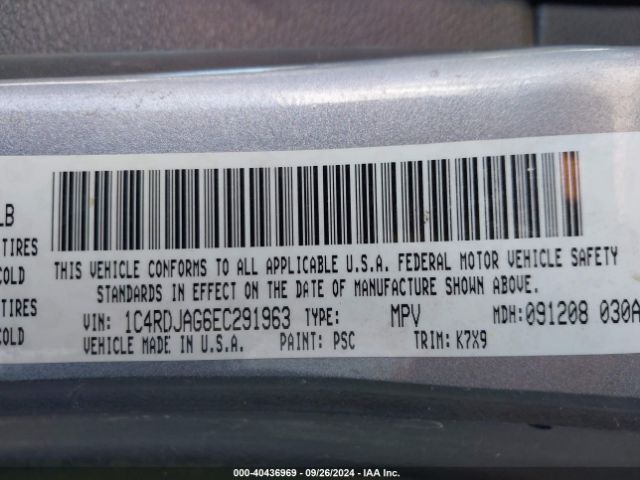 LB
TIRES
COLD
TIRES
COLD
THIS VEHICLE CONFORMS TO ALL APPLICABLE U.S.A. FEDERAL MOTOR VEHICLE SAFETY
STANDARDS IN EFFECT ON THE DATE OF MANUFACTURE SHOWN ABOVE.
VIN: 1C4RDJAG6EC291963 TYPE: MPV MDH:091208 030A
VEHICLE MADE IN U.S.A. PAINT: PSC TRIM: K7X9
000-40436969 - 09/26/2024 - IAA Inc.